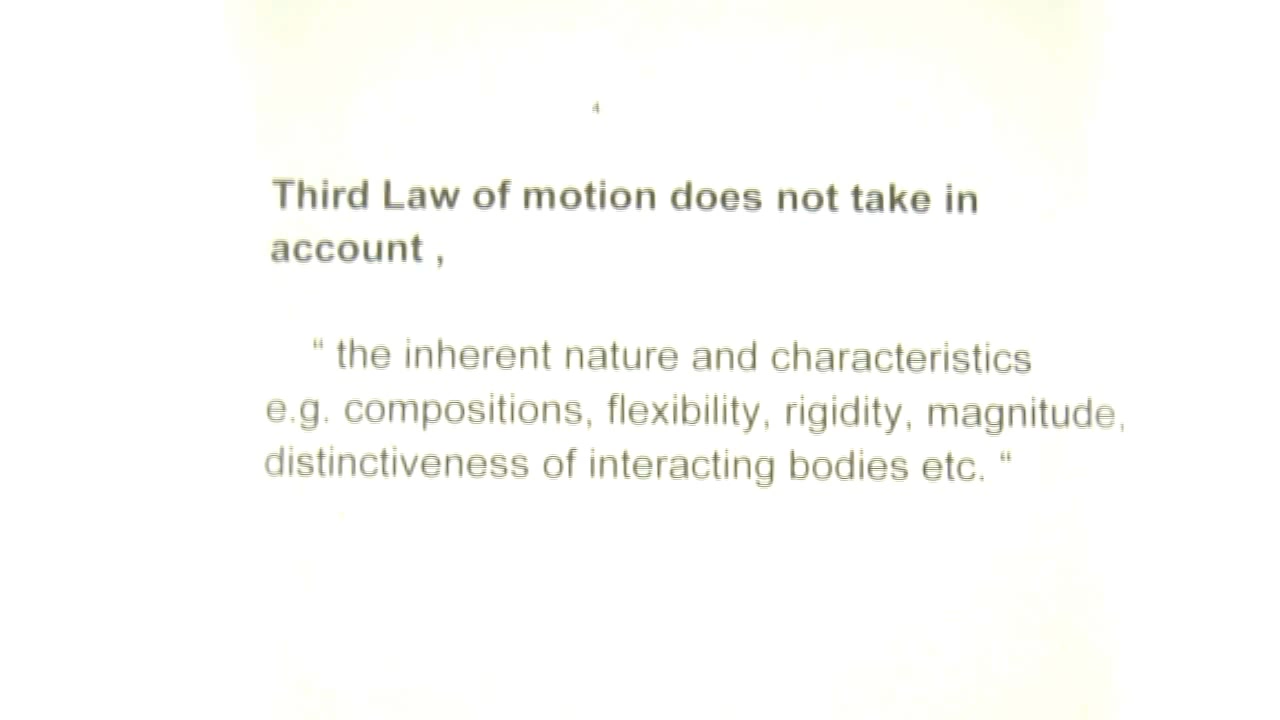 4
Third Law of motion does not take in
account ,
“ the inherent nature and characteristics
e.g. compositions, flexibility, rigidity, magnitude,
distinctiveness of interacting bodies etc. “